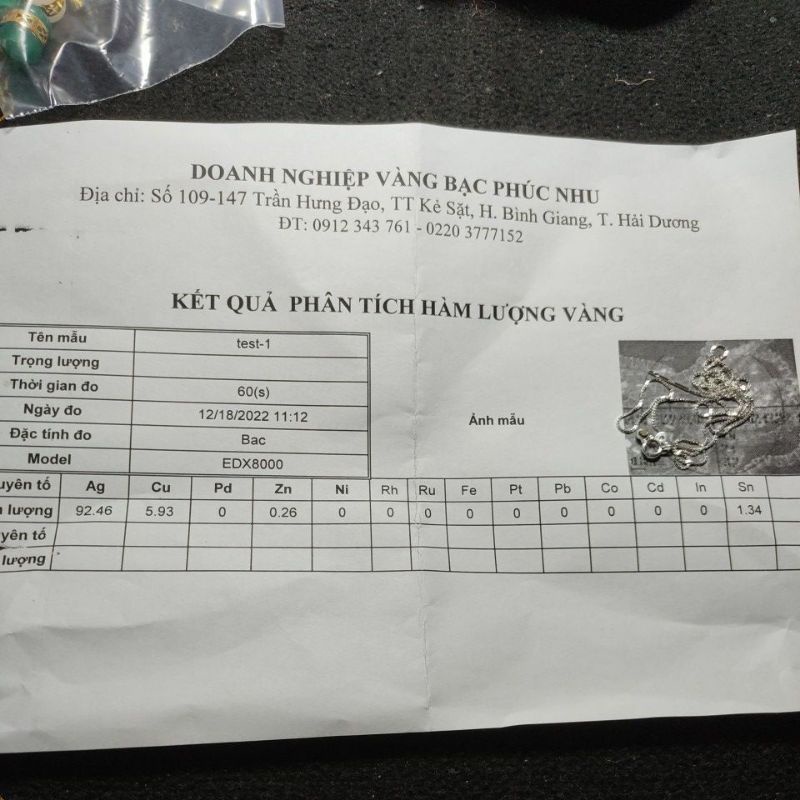 DOANH NGHIỆP VÀNG BẠC PHÚC NHU
Địa chỉ: Số 109-147 Trần Hưng Đạo, TT Kẻ Sặt, H. Bình Giang, T. Hải Dương
ĐT: 0912 343 761 - 0220 3777152
KẾT QUẢ PHÂN TÍCH HÀM LƯỢNG VÀNG
Tên mẫu test-1
Trọng lượng
Thời gian đo 60(s)
Ngày đo 12/18/2022 11:12
Đặc tính đo Bac
Model EDX8000
Ảnh mẫu
uyên tố Ag Cu Pd Zn Ni Rh Ru Fe Pt Pb Co Cd In Sn
lượng 92.46 5.93 0 0.26 0 0 0 0 0 0 0 0 0 1.34
yên tố
lượng